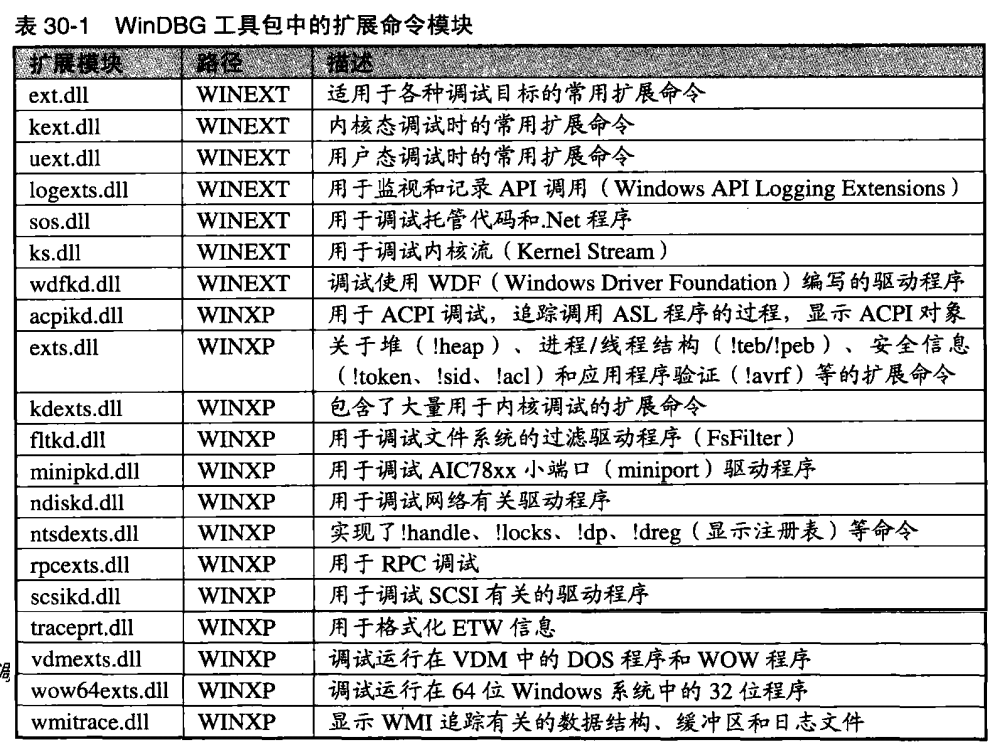 表 30-1 WinDBG 工具包中的扩展命令模块
扩展模块 路径 描述
ext.dll WINEXT 适用于各种调试目标的常用扩展命令
kext.dll WINEXT 内核态调试时的常用扩展命令
uext.dll WINEXT 用户态调试时的常用扩展命令
logexts.dll WINEXT 用于监视和记录 API 调用（Windows API Logging Extensions）
sos.dll WINEXT 用于调试托管代码和.Net 程序
ks.dll WINEXT 用于调试内核流（Kernel Stream）
wdfkd.dll WINEXT 调试使用 WDF（Windows Driver Foundation）编写的驱动程序
acpikd.dll WINXP 用于 ACPI 调试，追踪调用 ASL 程序的过程，显示 ACPI 对象
exts.dll WINXP 关于堆（!heap）、进程/线程结构（!teb/!peb）、安全信息
（!token、!sid、!acl）和应用程序验证（!avrf）等的扩展命令
kdexts.dll WINXP 包含了大量用于内核调试的扩展命令
fltkd.dll WINXP 用于调试文件系统的过滤驱动程序（FsFilter）
minipkd.dll WINXP 用于调试 AIC78xx 小端口（miniport）驱动程序
ndiskd.dll WINXP 用于调试网络有关驱动程序
ntsdexts.dll WINXP 实现了!handle、!locks、!dp、!dreg（显示注册表）等命令
rpcexts.dll WINXP 用于 RPC 调试
scsikd.dll WINXP 用于调试 SCSI 有关的驱动程序
traceprt.dll WINXP 用于格式化 ETW 信息
vdmexts.dll WINXP 调试运行在 VDM 中的 DOS 程序和 WOW 程序
wow64exts.dll WINXP 调试运行在 64 位 Windows 系统中的 32 位程序
wmitrace.dll WINXP 显示 WMI 追踪有关的数据结构、缓冲区和日志文件